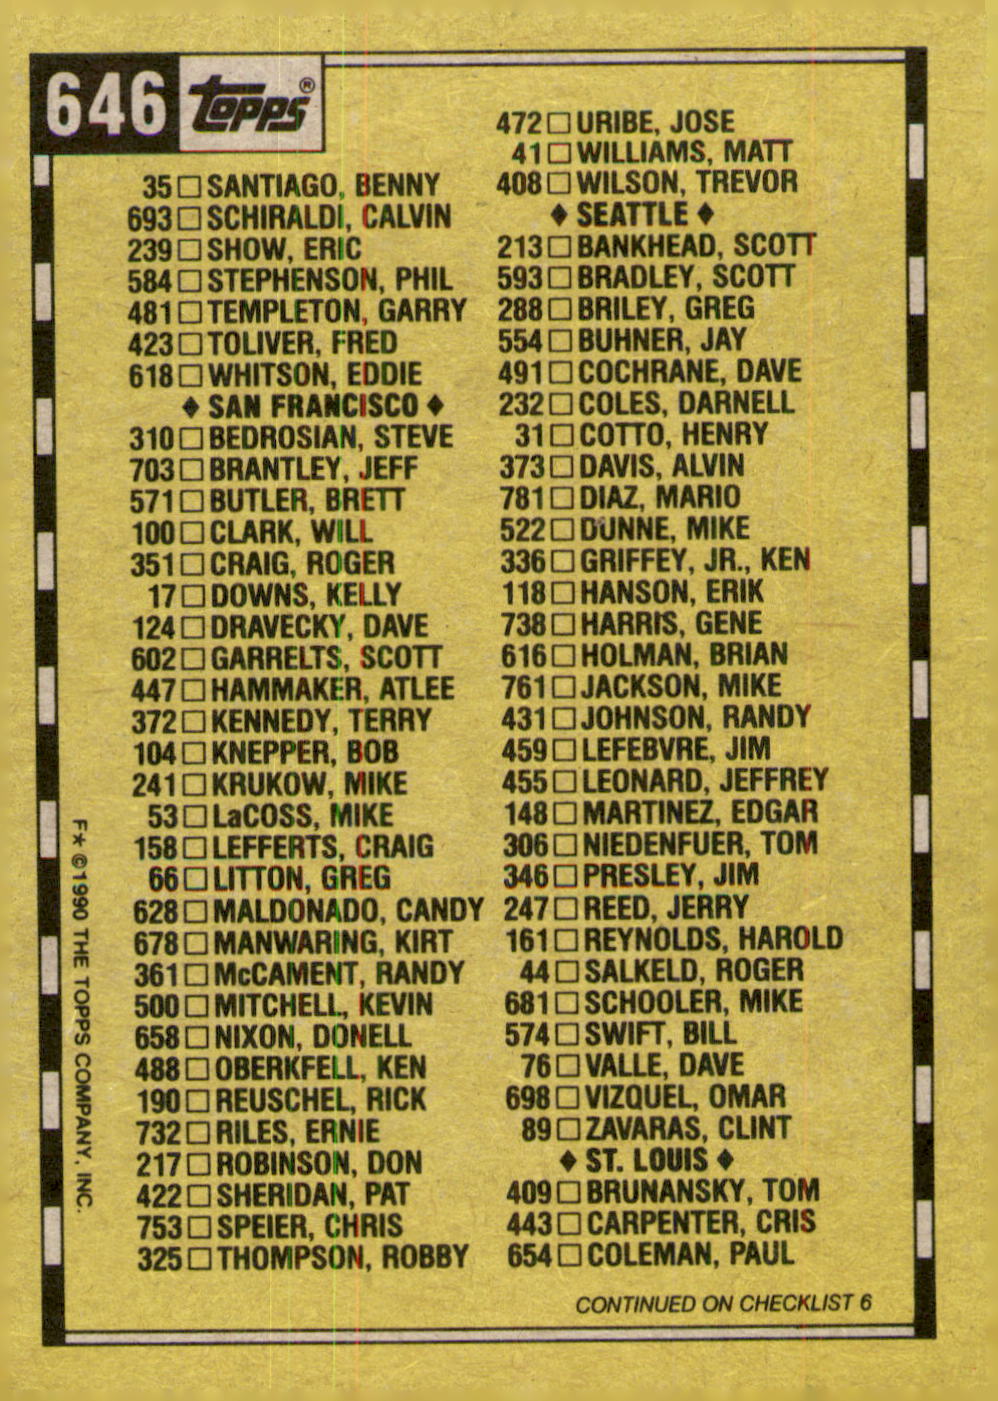 646 topps®
35 □ SANTIAGO, BENNY
693 □ SCHIRALDI, CALVIN
239 □ SHOW, ERIC
584 □ STEPHENSON, PHIL
481 □ TEMPLETON, GARRY
423 □ TOLIVER, FRED
618 □ WHITSON, EDDIE
♦ SAN FRANCISCO ♦
310 □ BEDROSIAN, STEVE
703 □ BRANTLEY, JEFF
571 □ BUTLER, BRETT
100 □ CLARK, WILL
351 □ CRAIG, ROGER
17 □ DOWNS, KELLY
124 □ DRAVECKY, DAVE
602 □ GARRELTS, SCOTT
447 □ HAMMAKER, ATLEE
372 □ KENNEDY, TERRY
104 □ KNEPPER, BOB
241 □ KRUKOW, MIKE
53 □ LaCOSS, MIKE
158 □ LEFFERTS, CRAIG
66 □ LITTON, GREG
628 □ MALDONADO, CANDY
678 □ MANWARING, KIRT
361 □ McCAMENT, RANDY
500 □ MITCHELL, KEVIN
658 □ NIXON, DONELL
488 □ OBERKFELL, KEN
190 □ REUSCHEL, RICK
732 □ RILES, ERNIE
217 □ ROBINSON, DON
422 □ SHERIDAN, PAT
753 □ SPEIER, CHRIS
325 □ THOMPSON, ROBBY
472 □ URIBE, JOSE
41 □ WILLIAMS, MATT
408 □ WILSON, TREVOR
♦ SEATTLE ♦
213 □ BANKHEAD, SCOTT
593 □ BRADLEY, SCOTT
288 □ BRILEY, GREG
554 □ BUHNER, JAY
491 □ COCHRANE, DAVE
232 □ COLES, DARNELL
31 □ COTTO, HENRY
373 □ DAVIS, ALVIN
781 □ DIAZ, MARIO
522 □ DUNNE, MIKE
336 □ GRIFFEY, JR., KEN
118 □ HANSON, ERIK
738 □ HARRIS, GENE
616 □ HOLMAN, BRIAN
761 □ JACKSON, MIKE
431 □ JOHNSON, RANDY
459 □ LEFEBVRE, JIM
455 □ LEONARD, JEFFREY
148 □ MARTINEZ, EDGAR
306 □ NIEDENFUER, TOM
346 □ PRESLEY, JIM
247 □ REED, JERRY
161 □ REYNOLDS, HAROLD
44 □ SALKELD, ROGER
681 □ SCHOOLER, MIKE
574 □ SWIFT, BILL
76 □ VALLE, DAVE
698 □ VIZQUEL, OMAR
89 □ ZAVARAS, CLINT
♦ ST. LOUIS ♦
409 □ BRUNANSKY, TOM
443 □ CARPENTER, CRIS
654 □ COLEMAN, PAUL
CONTINUED ON CHECKLIST 6
F* ©1990 THE TOPPS COMPANY, INC.